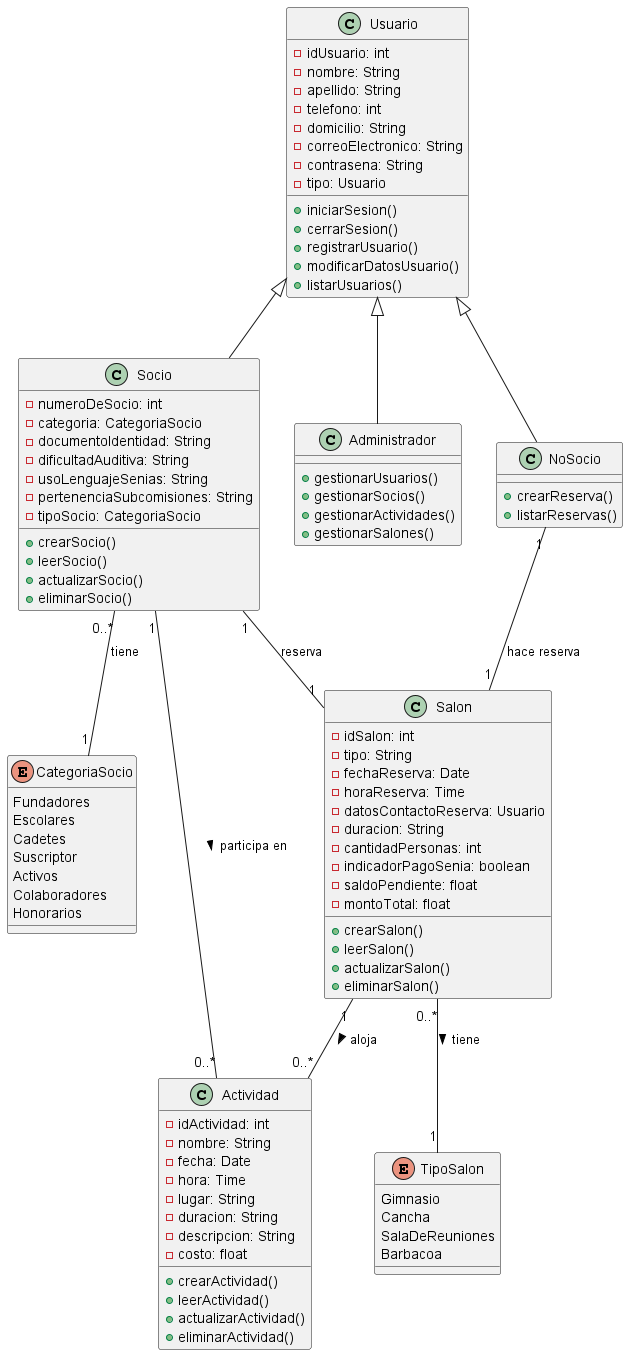 C Usuario
idUsuario: int
nombre: String
apellido: String
telefono: int
domicilio: String
correoElectronico: String
contrasena: String
tipo: Usuario
iniciarSesion()
cerrarSesion()
registrarUsuario()
modificarDatosUsuario()
listarUsuarios()
C Socio
numeroDeSocio: int
categoria: CategoriaSocio
documentoIdentidad: String
dificultadAuditiva: String
usoLenguajeSenias: String
pertenenciaSubcomisiones: String
tipoSocio: CategoriaSocio
crearSocio()
leerSocio()
actualizarSocio()
eliminarSocio()
C Administrador
gestionarUsuarios()
gestionarSocios()
gestionarActividades()
gestionarSalones()
C NoSocio
crearReserva()
listarReservas()
0..*
tiene
1
1
participa en
0..*
1
reserva
1
1
hace reserva
1
E CategoriaSocio
Fundadores
Escolares
Cadetes
Suscriptor
Activos
Colaboradores
Honorarios
C Salon
idSalon: int
tipo: String
fechaReserva: Date
horaReserva: Time
datosContactoReserva: Usuario
duracion: String
cantidadPersonas: int
indicadorPagoSenia: boolean
saldoPendiente: float
montoTotal: float
crearSalon()
leerSalon()
actualizarSalon()
eliminarSalon()
1
aloja
0..*
0..*
tiene
1
C Actividad
idActividad: int
nombre: String
fecha: Date
hora: Time
lugar: String
duracion: String
descripcion: String
costo: float
crearActividad()
leerActividad()
actualizarActividad()
eliminarActividad()
E TipoSalon
Gimnasio
Cancha
SalaDeReuniones
Barbacoa